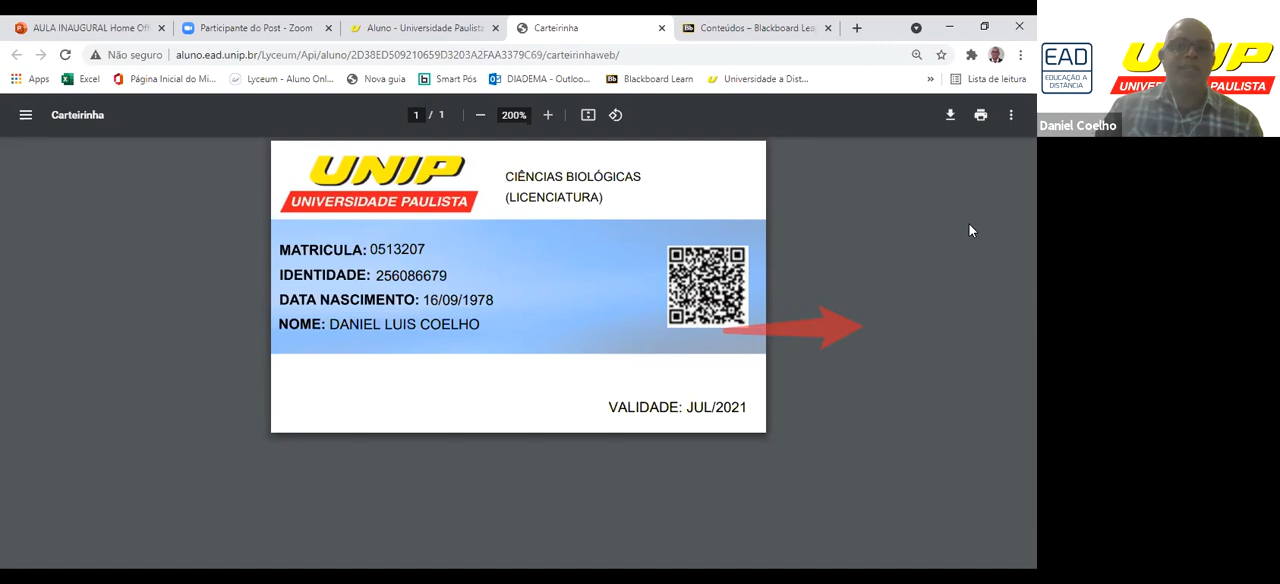 AULA INAUGURAL Home Offi
Participante do Post - Zoom
Aluno - Universidade Paulista
Carteirinha
Conteúdos – Blackboard Lea
Não seguro
aluno.ead.unip.br/Lyceum/Api/aluno/2D38ED509210659D3203A2FAA3379C69/carteirinhaweb/
Apps
Excel
Página Inicial do Mi...
Lyceum - Aluno Onl...
Nova guia
Smart Pós
DIADEMA - Outloo...
Blackboard Learn
Universidade a Dist...
»
Lista de leitura
Carteirinha
1 / 1
200%
UNIP
UNIVERSIDADE PAULISTA
CIÊNCIAS BIOLÓGICAS
(LICENCIATURA)
MATRICULA: 0513207
IDENTIDADE: 256086679
DATA NASCIMENTO: 16/09/1978
NOME: DANIEL LUIS COELHO
VALIDADE: JUL/2021
EAD
EDUCAÇÃO A
DISTÂNCIA
UNIP
PAULISTA
Daniel Coelho